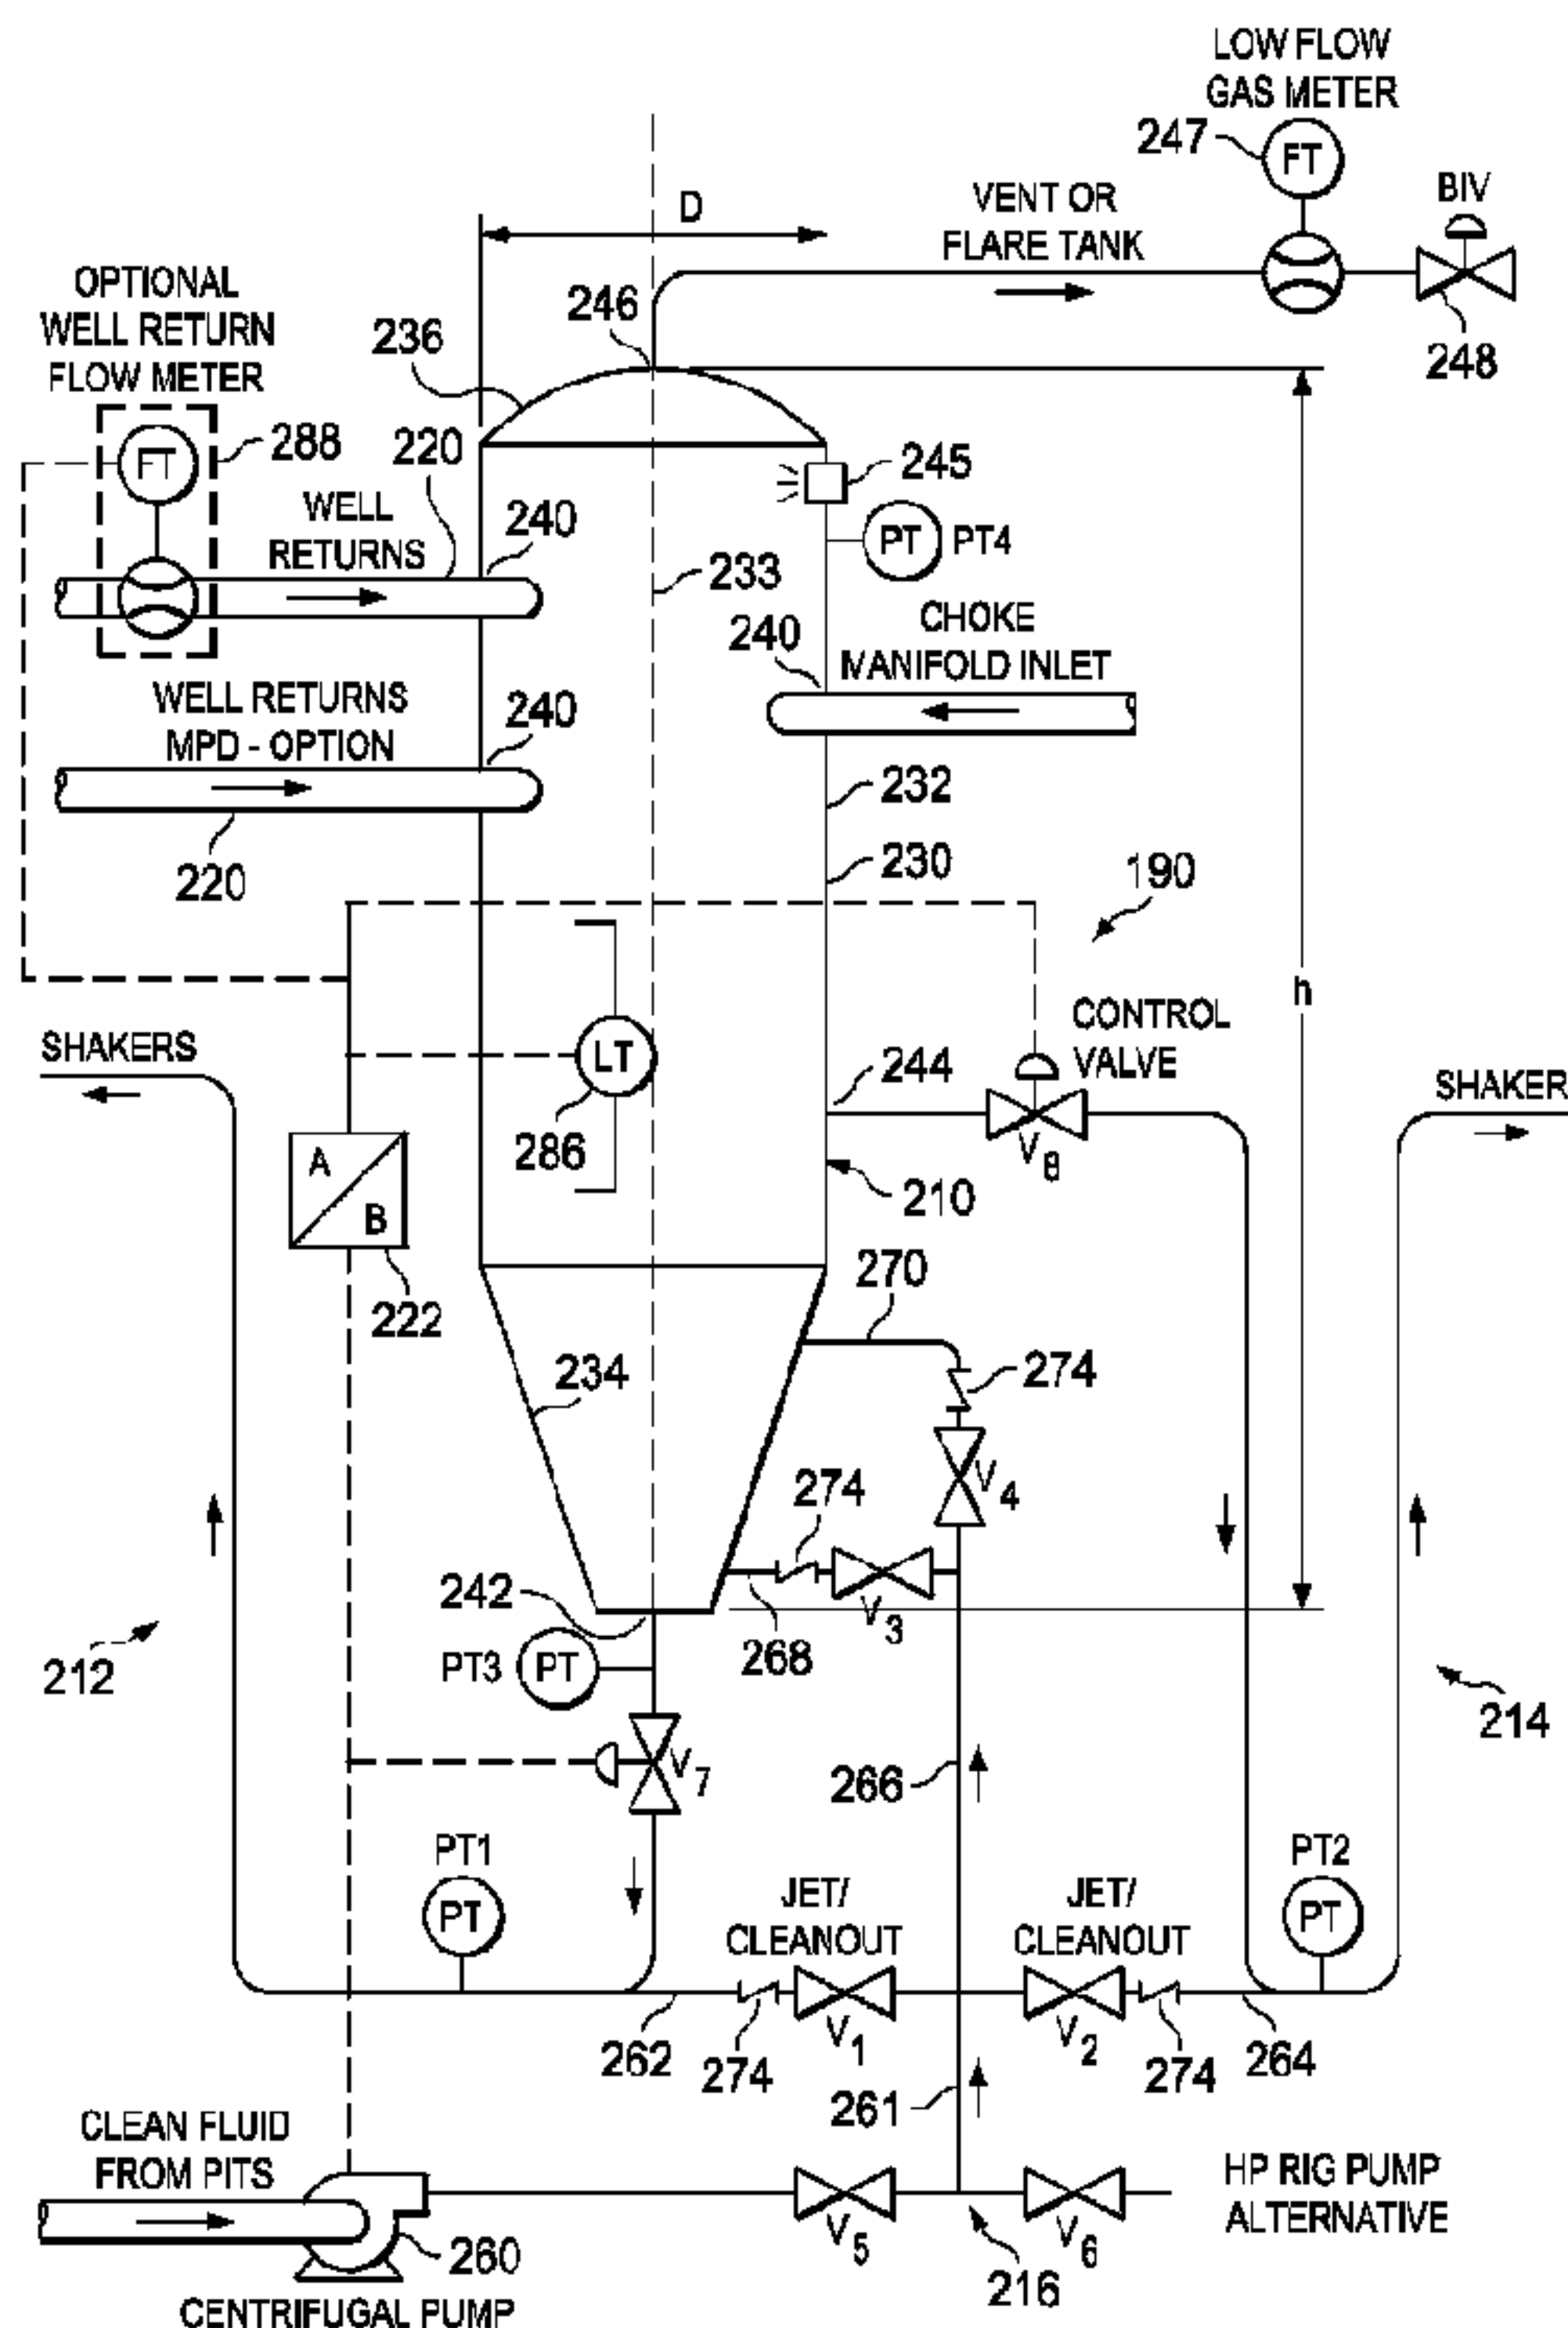 LOW FLOW
GAS METER
247
FT
BIV
D
VENT OR
FLARE TANK
248
OPTIONAL
WELL RETURN
FLOW METER
246
236
288
FT
220
245
WELL
RETURNS
240
PT
PT4
233
CHOKE
MANIFOLD INLET
240
WELL RETURNS
MPD - OPTION
240
232
220
230
190
h
SHAKERS
LT
286
244
CONTROL
VALVE
V8
SHAKER
A
B
222
210
270
234
274
V4
274
V3
268
242
PT3
PT
212
214
V7
266
PT1
PT
JET/
CLEANOUT
JET/
CLEANOUT
PT2
PT
262
274
V1
V2
274
264
261
CLEAN FLUID
FROM PITS
260
V5
V6
216
HP RIG PUMP
ALTERNATIVE
CENTRIFUGAL PUMP